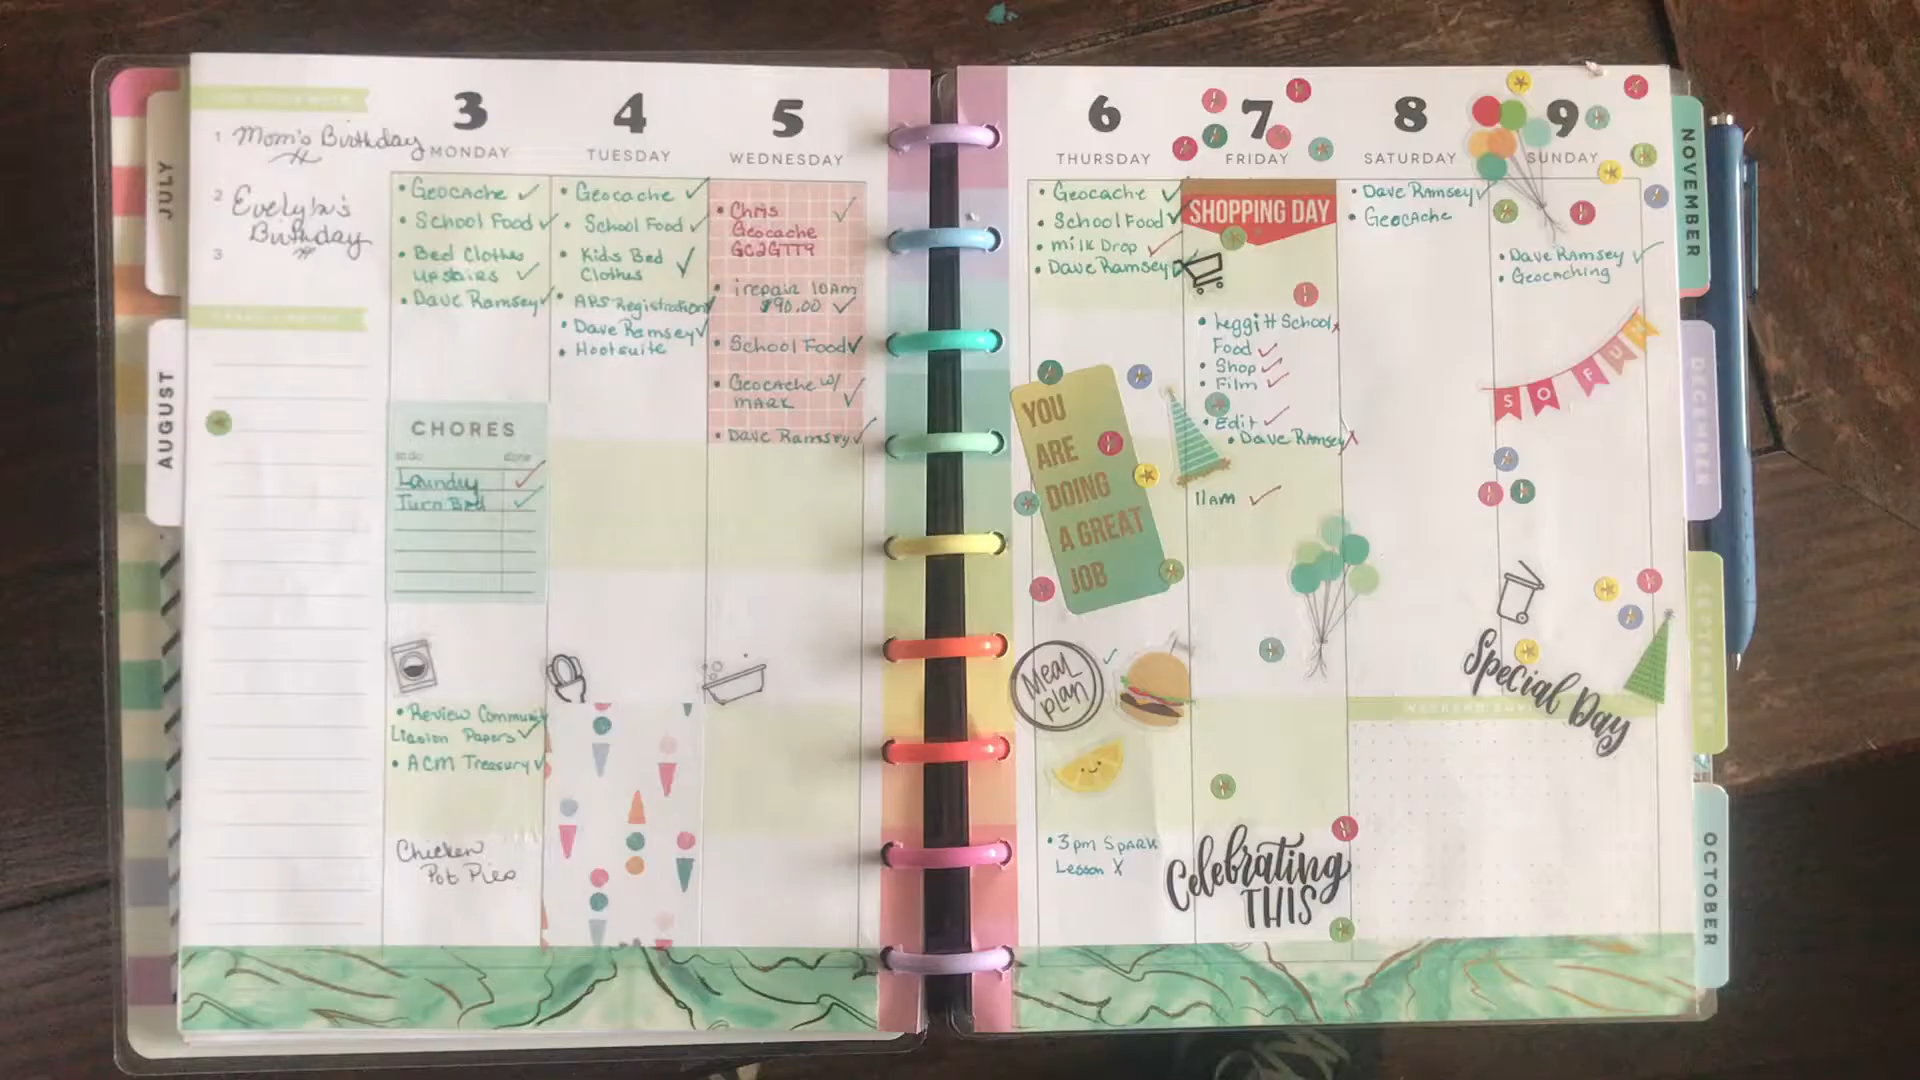 JULY
AUGUST
1 Mom's Birthday
2 Evelyn's
Birthday
3
3
MONDAY
• Geocache ✓
• School Food ✓
• Bed Clothes
upstairs ✓
• Dave Ramsey ✓
CHORES
done
Laundry ✓
Turn Bed ✓
• Review
Liasion Papers ✓
• ACM Treasury ✓
Chicken
Pot Pies
4
TUESDAY
• Geocache ✓
• School Food ✓
• Kids Bed
Clothes ✓
• APS Registration ✓
• Dave Ramsey ✓
• Hootsuite
5
WEDNESDAY
• Chris ✓
Geocache
GC2GTT9
• irepair 10Am
$90.00 ✓
• School Food ✓
• Geocache w/
MARK ✓
• Dave Ramsey ✓
6
THURSDAY
• Geocache ✓
• School Food ✓
• milk Drop ✓
• Dave Ramsey ✓
YOU
ARE
DOING
A GREAT
JOB
Meal
plan ✓
• 3pm SPARK
Lesson X
7
FRIDAY
SHOPPING DAY
• Leggitt School
Food ✓
• Shop ✓
• Film ✓
• Edit ✓
• Dave Ramsey X
11am ✓
Celebrating
THIS
8
SATURDAY
• Dave Ramsey ✓
• Geocache
9
SUNDAY
• Dave Ramsey ✓
• Geocaching
SO FUN
Special Day
NOVEMBER
DECEMBER
SEPTEMBER
OCTOBER